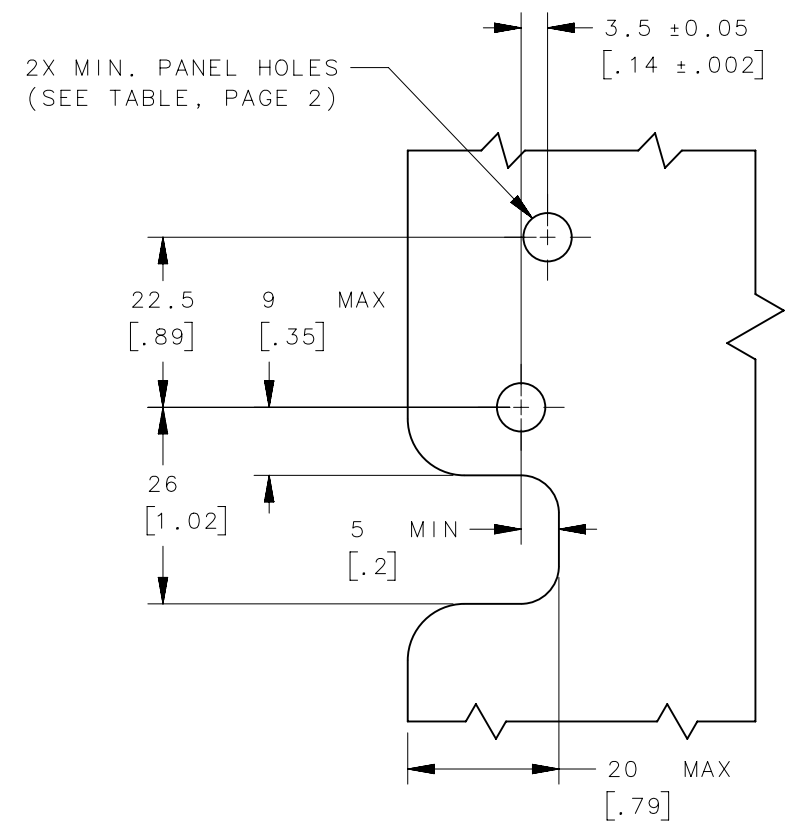 3.5 ±0.05
[.14 ±.002]
2X MIN. PANEL HOLES
(SEE TABLE, PAGE 2)
22.5
[.89]
9 MAX
[.35]
26
[1.02]
5 MIN
[.2]
20 MAX
[.79]